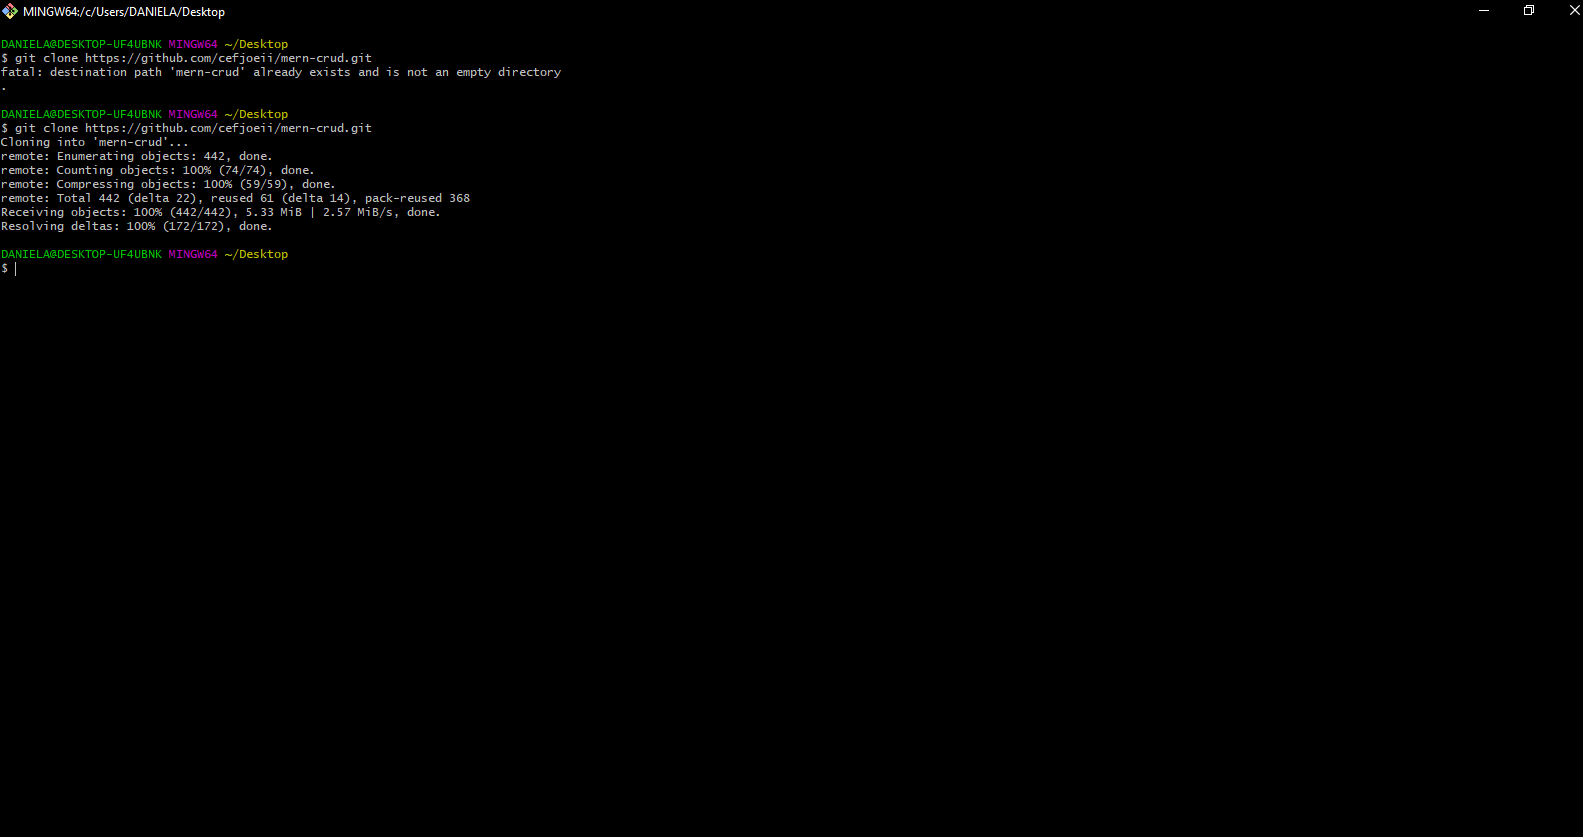 MINGW64:/c/Users/DANIELA/Desktop
DANIELA@DESKTOP-UF4UBNK MINGW64 ~/Desktop
$ git clone https://github.com/cefjoeii/mern-crud.git
fatal: destination path 'mern-crud' already exists and is not an empty directory
.
DANIELA@DESKTOP-UF4UBNK MINGW64 ~/Desktop
$ git clone https://github.com/cefjoeii/mern-crud.git
Cloning into 'mern-crud'...
remote: Enumerating objects: 442, done.
remote: Counting objects: 100% (74/74), done.
remote: Compressing objects: 100% (59/59), done.
remote: Total 442 (delta 22), reused 61 (delta 14), pack-reused 368
Receiving objects: 100% (442/442), 5.33 MiB | 2.57 MiB/s, done.
Resolving deltas: 100% (172/172), done.
DANIELA@DESKTOP-UF4UBNK MINGW64 ~/Desktop
$